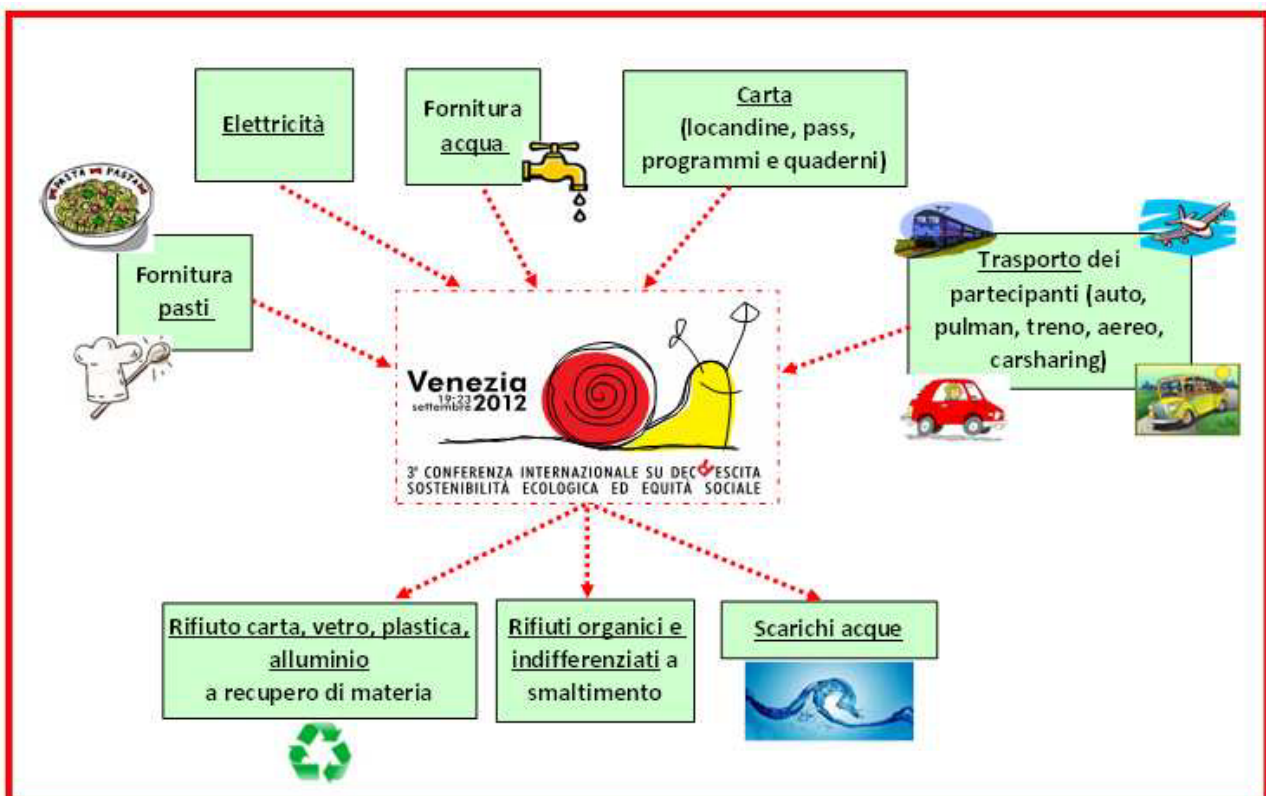 Elettricità
Fornitura
acqua
Carta
(locandine, pass,
programmi e quaderni)
PASTA PASTA
Fornitura
pasti
Trasporto dei
partecipanti (auto,
pulman, treno, aereo,
carsharing)
Venezia
19-23
settembre 2012
3ª CONFERENZA INTERNAZIONALE SU DECRESCITA
SOSTENIBILITÀ ECOLOGICA ED EQUITÀ SOCIALE
Rifiuto carta, vetro, plastica,
alluminio
a recupero di materia
Rifiuti organici e
indifferenziati a
smaltimento
Scarichi acque